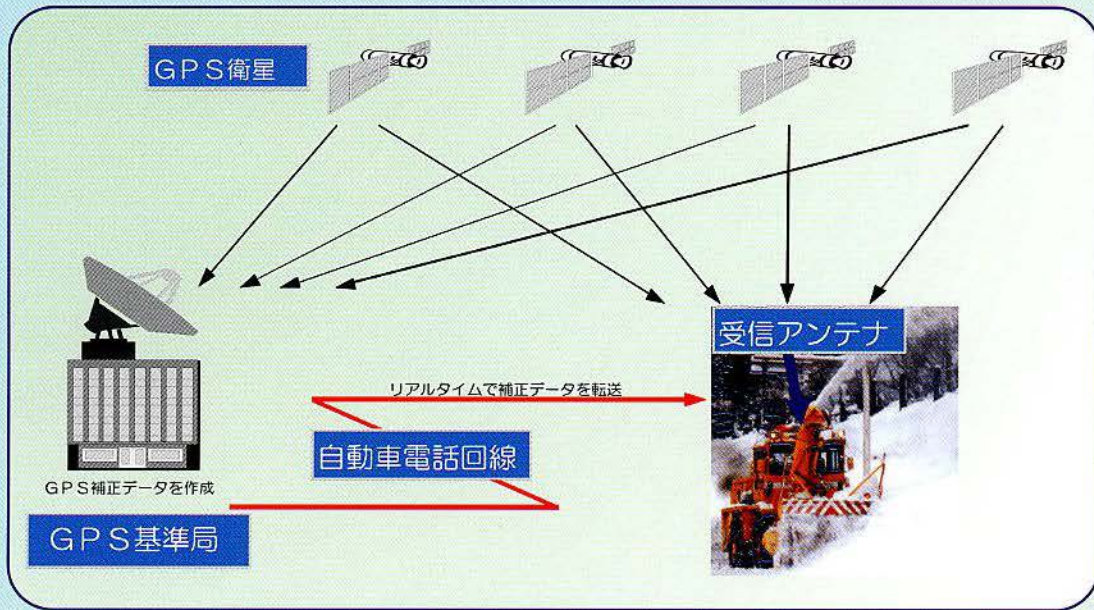 GPS衛星
受信アンテナ
リアルタイムで補正データを転送
自動車電話回線
GPS補正データを作成
GPS基準局